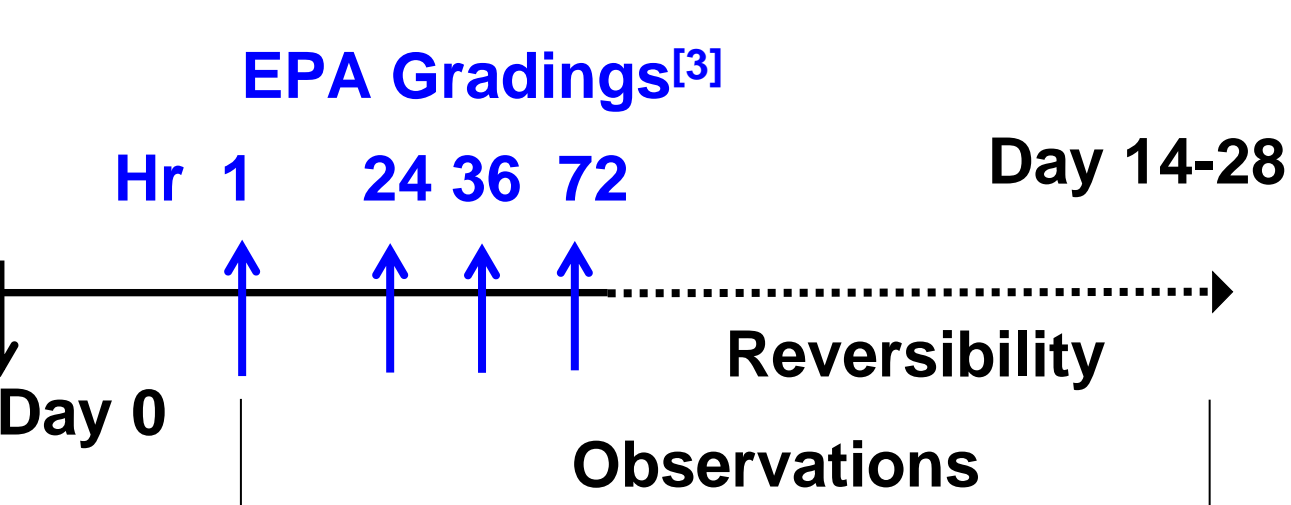 EPA Gradings[3]
Hr 1 24 36 72
Day 14-28
Reversibility
Day 0
Observations